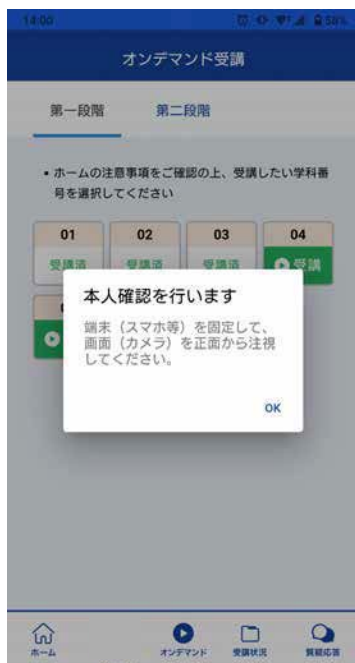 14:00
58%
オンデマンド受講
第一段階
第二段階
• ホームの注意事項をご確認の上、受講したい学科番
号を選択してください
01
02
03
04
受講済
受講済
受講済
受講
本人確認を行います
端末（スマホ等）を固定して、
画面（カメラ）を正面から注視
してください。
OK
ホーム
オンデマンド
受講状況
質疑応答